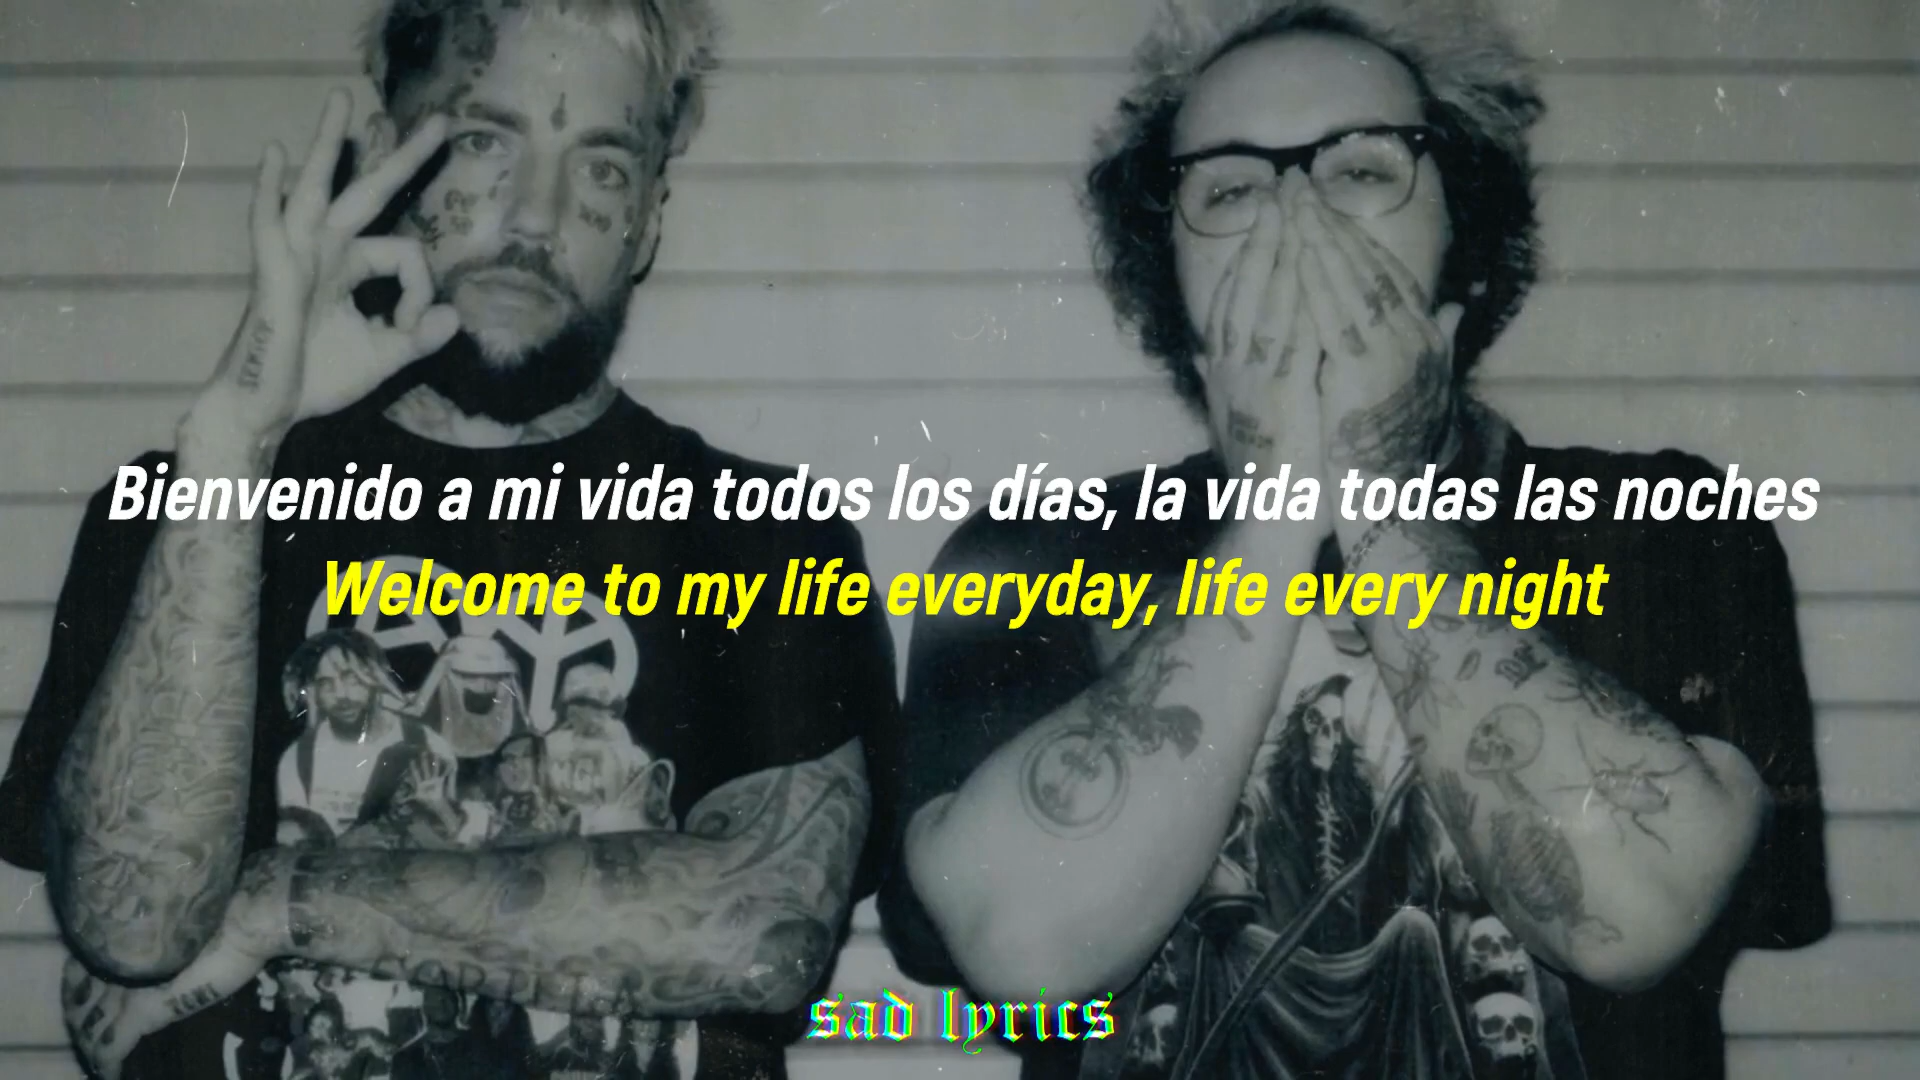 Bienvenido a mi vida todos los días, la vida todas las noches
Welcome to my life everyday, life every night
sad lyrics